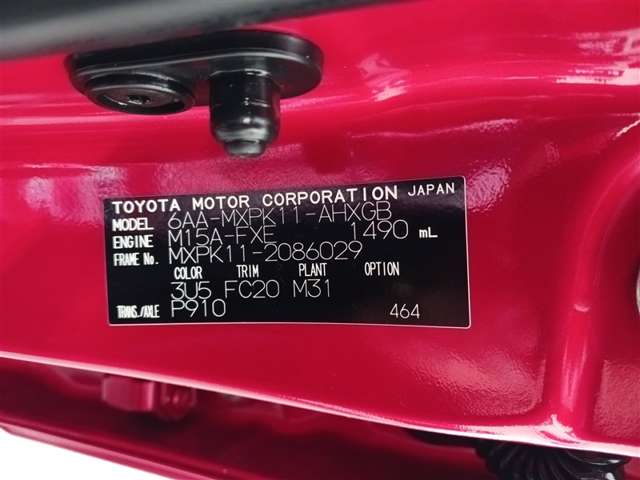 TOYOTA MOTOR CORPORATION JAPAN
MODEL 6AA-MXPK11-AHXGB
ENGINE M15A-FXE 1490 mL
FRAME No. MXPK11-2086029
COLOR TRIM PLANT OPTION
3U5 FC20 M31
TRANS./AXLE P910 464